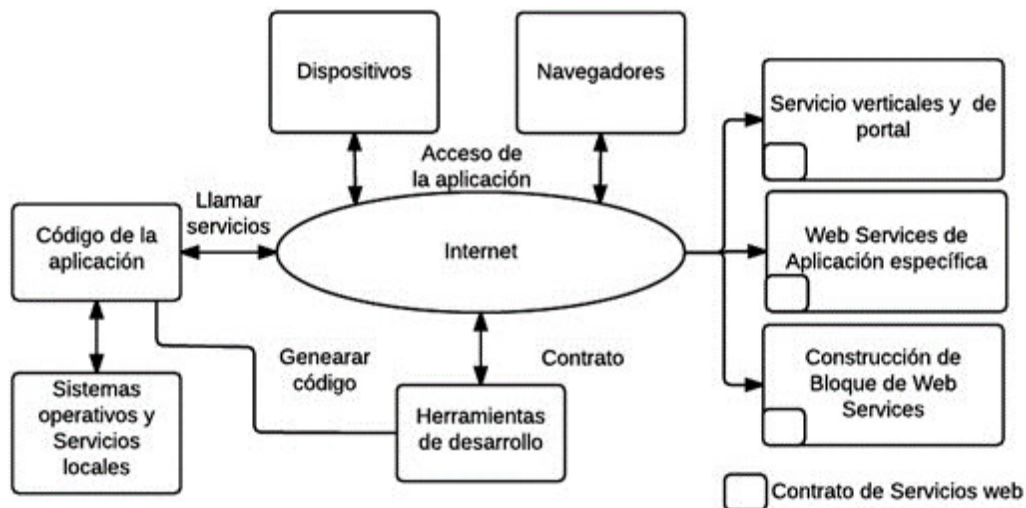 Dispositivos
Navegadores
Servicio verticales y de
portal
Acceso de
la aplicación
Llamar
servicios
Código de la
aplicación
Internet
Web Services de
Aplicación específica
Genearar
código
Contrato
Construcción de
Bloque de Web
Services
Sistemas
operativos y
Servicios
locales
Herramientas
de desarrollo
Contrato de Servicios web